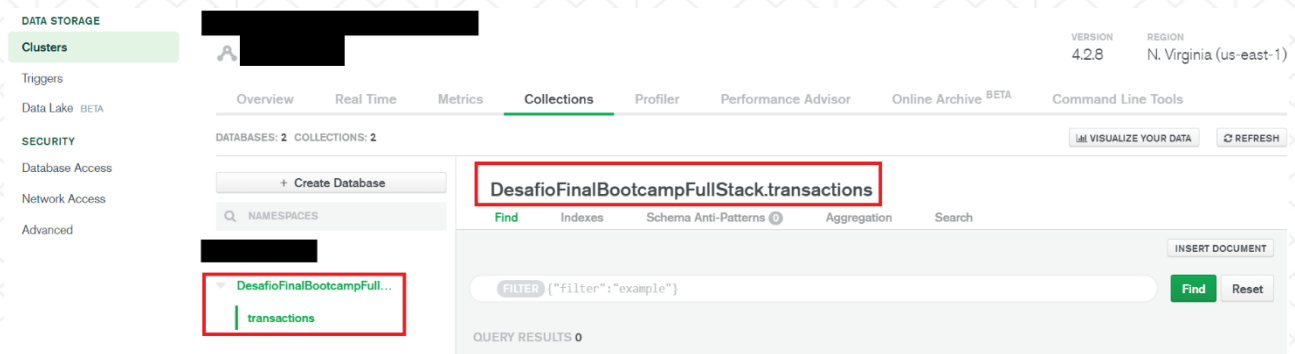 DATA STORAGE
Clusters
Triggers
Data Lake BETA
SECURITY
Database Access
Network Access
Advanced
VERSION
4.2.8
REGION
N. Virginia (us-east-1)
Overview Real Time Metrics Collections Profiler Performance Advisor Online Archive BETA Command Line Tools
DATABASES: 2 COLLECTIONS: 2
VISUALIZE YOUR DATA
REFRESH
+ Create Database
NAMESPACES
DesafioFinalBootcampFull...
transactions
DesafioFinalBootcampFullStack.transactions
Find Indexes Schema Anti-Patterns 0 Aggregation Search
INSERT DOCUMENT
FILTER {"filter":"example"}
Find Reset
QUERY RESULTS 0